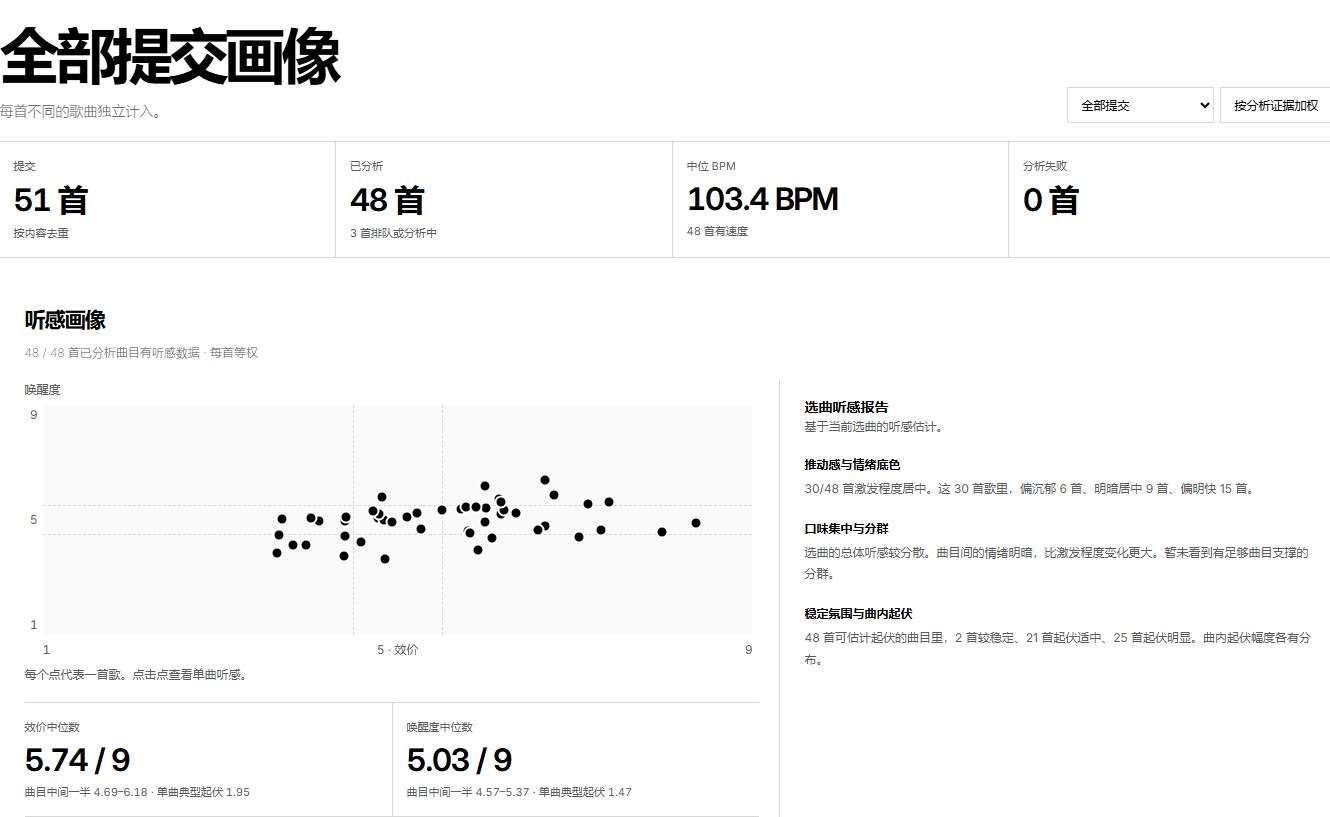 全部提交画像
每首不同的歌曲独立计入。
全部提交
按分析证据加权
提交
51 首
按内容去重
已分析
48 首
3 首排队或分析中
中位 BPM
103.4 BPM
48 首有速度
分析失败
0 首
听感画像
48 / 48 首已分析曲目有听感数据 · 每首等权
唤醒度
9
5
1
1
5 · 效价
9
每个点代表一首歌。点击点查看单曲听感。
效价中位数
5.74 / 9
曲目中间一半 4.69–6.18 · 单曲典型起伏 1.95
唤醒度中位数
5.03 / 9
曲目中间一半 4.57–5.37 · 单曲典型起伏 1.47
选曲听感报告
基于当前选曲的听感估计。
推动感与情绪底色
30/48 首激发程度居中。这 30 首歌里，偏沉郁 6 首、明暗居中 9 首、偏明快 15 首。
口味集中与分群
选曲的总体听感较分散。曲目间的情绪明暗，比激发程度变化更大。暂未看到有足够曲目支撑的
分群。
稳定氛围与曲内起伏
48 首可估计起伏的曲目里，2 首较稳定、21 首起伏适中、25 首起伏明显。曲内起伏幅度各有分
布。